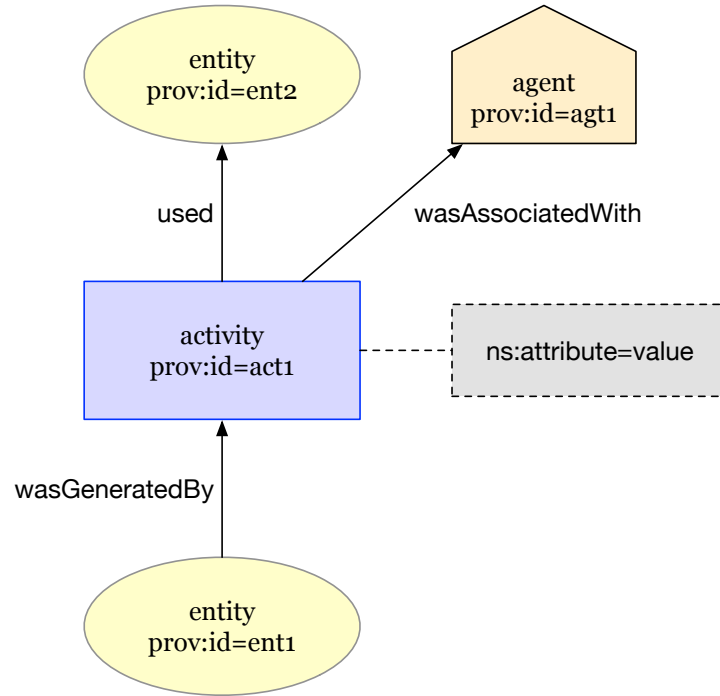 entity
prov:id=ent2
agent
prov:id=agt1
used
wasAssociatedWith
activity
prov:id=act1
ns:attribute=value
wasGeneratedBy
entity
prov:id=ent1